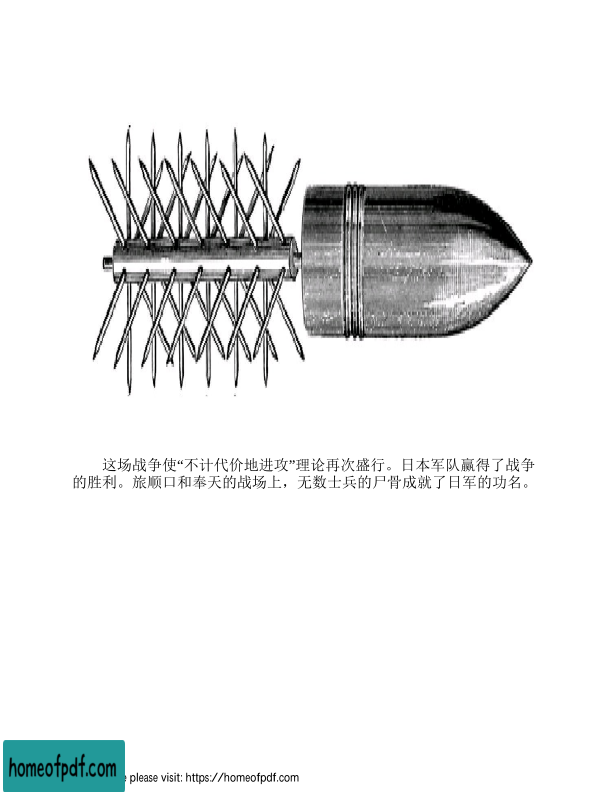 这场战争使“不计代价地进攻”理论再次盛行。日本军队赢得了战争
的胜利。旅顺口和奉天的战场上，无数士兵的尸骨成就了日军的功名。
homeofpdf.com
e please visit: https://homeofpdf.com